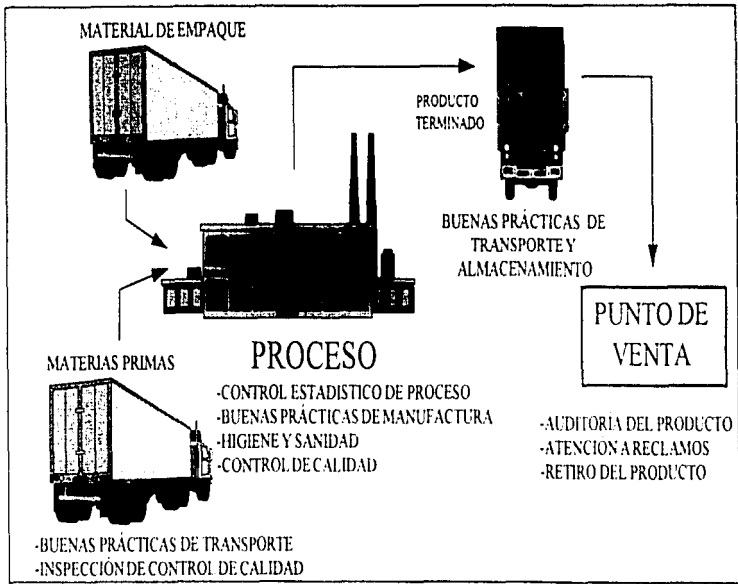 MATERIAL DE EMPAQUE
PRODUCTO
TERMINADO
BUENAS PRÁCTICAS DE
TRANSPORTE Y
ALMACENAMIENTO
PUNTO DE
VENTA
MATERIAS PRIMAS
PROCESO
-CONTROL ESTADISTICO DE PROCESO
-BUENAS PRÁCTICAS DE MANUFACTURA
-HIGIENE Y SANIDAD
-CONTROL DE CALIDAD
-AUDITORIA DEL PRODUCTO
-ATENCION A RECLAMOS
-RETIRO DEL PRODUCTO
-BUENAS PRÁCTICAS DE TRANSPORTE
-INSPECCIÓN DE CONTROL DE CALIDAD